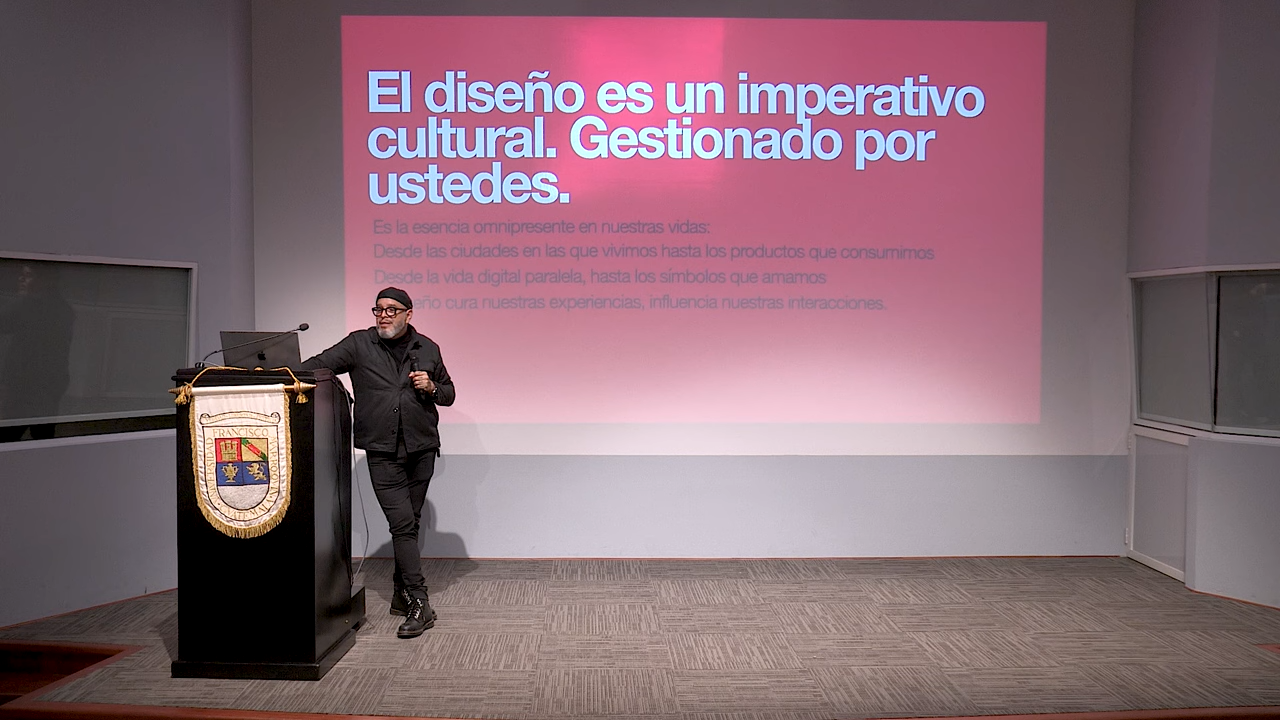 El diseño es un imperativo
cultural. Gestionado por
ustedes.
Es la esencia omnipresente en nuestras vidas:
Desde las ciudades en las que vivimos hasta los productos que consumimos
Desde la vida digital paralela, hasta los símbolos que amamos
eño cura nuestras experiencias, influencia nuestras interacciones.
FRANCISCO
GUATEMALA